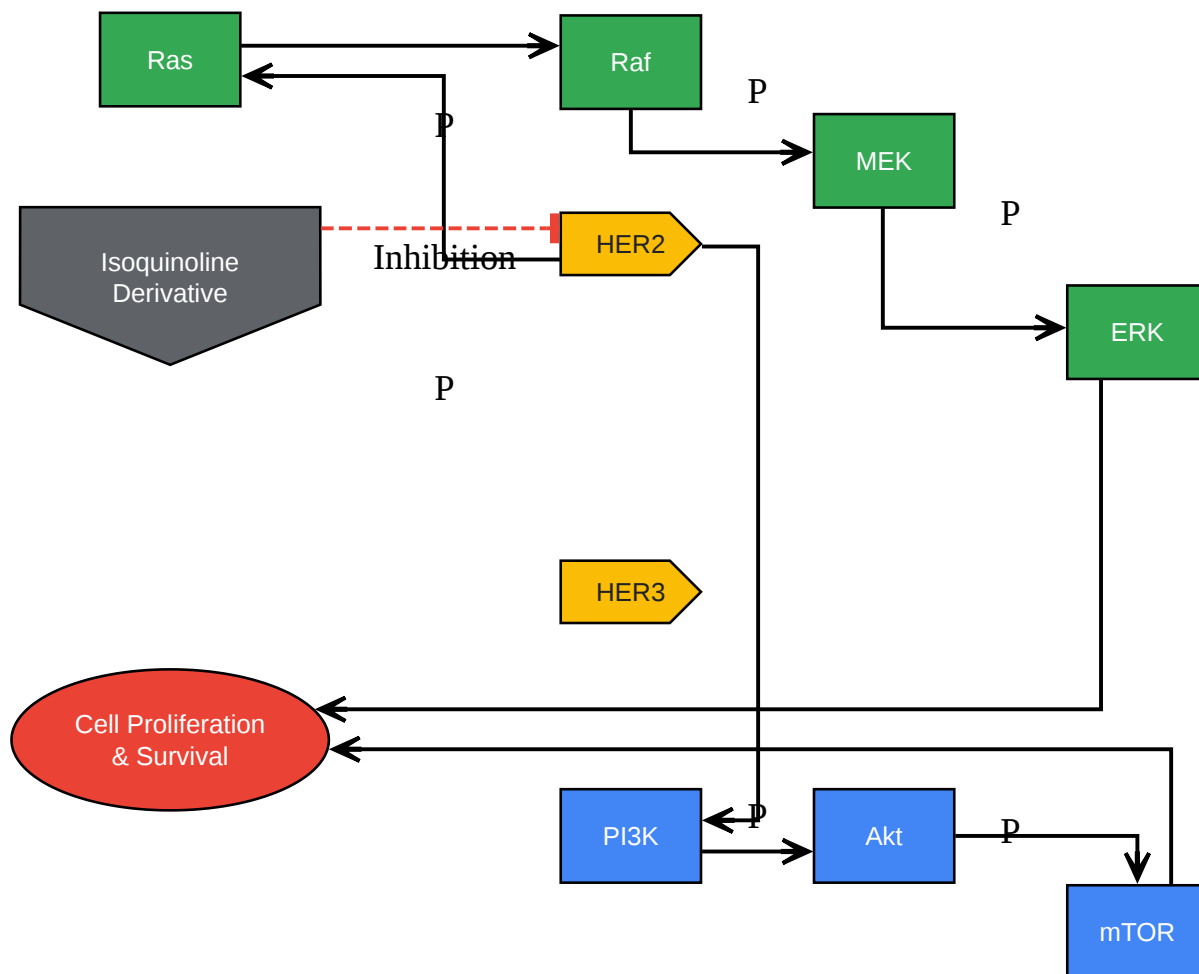 Ras
Raf
P
P
MEK
P
Isoquinoline
Derivative
Inhibition
HER2
ERK
P
HER3
Cell Proliferation
& Survival
PI3K
P
Akt
P
mTOR